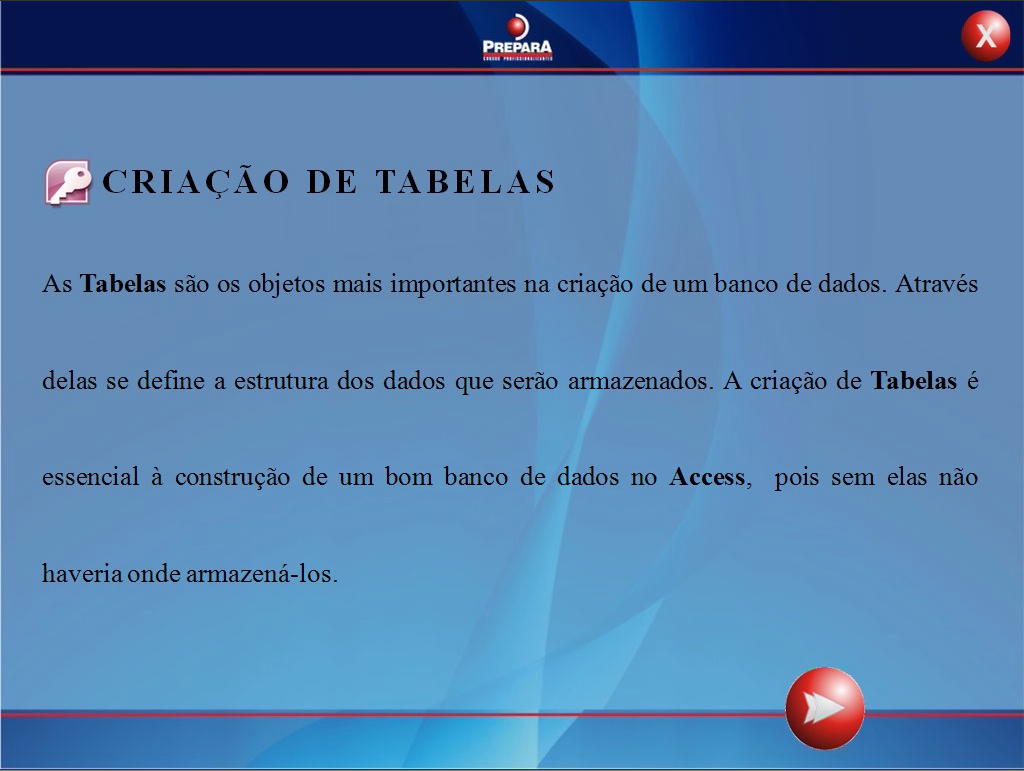 PREPARA
CURSOS PROFISSIONALIZANTES
X
CRIAÇÃO DE TABELAS
As Tabelas são os objetos mais importantes na criação de um banco de dados. Através
delas se define a estrutura dos dados que serão armazenados. A criação de Tabelas é
essencial à construção de um bom banco de dados no Access, pois sem elas não
haveria onde armazená-los.